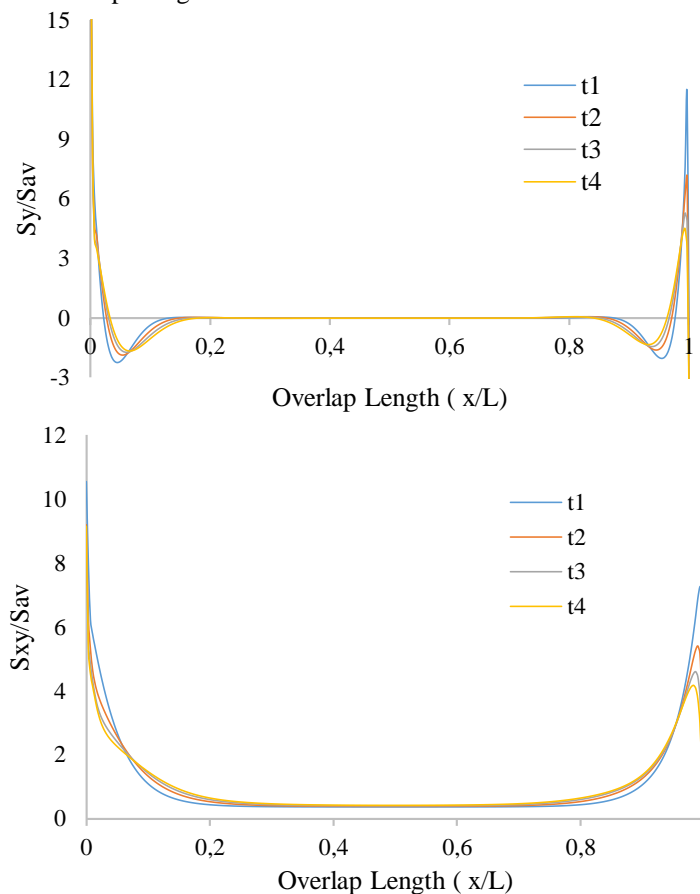 15
12
9
6
3
0
-3
Sy/Sav
t1
t2
t3
t4
0 0,2 0,4 0,6 0,8 1
Overlap Length ( x/L)
12
10
8
6
4
2
0
Sxy/Sav
t1
t2
t3
t4
0 0,2 0,4 0,6 0,8
Overlap Length ( x/L)